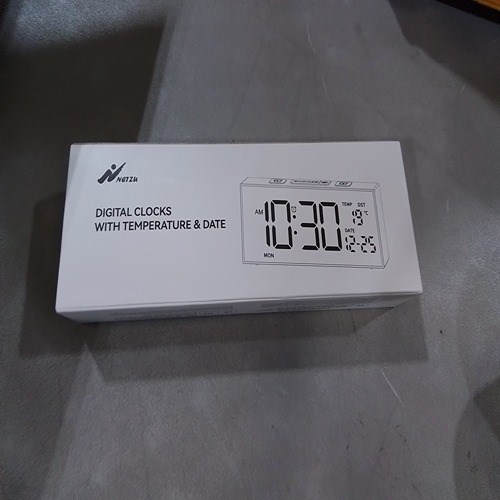 NETZU
DIGITAL CLOCKS
WITH TEMPERATURE & DATE
AM 10:30
TEMP DST
19°C
DATE
12-25
MON